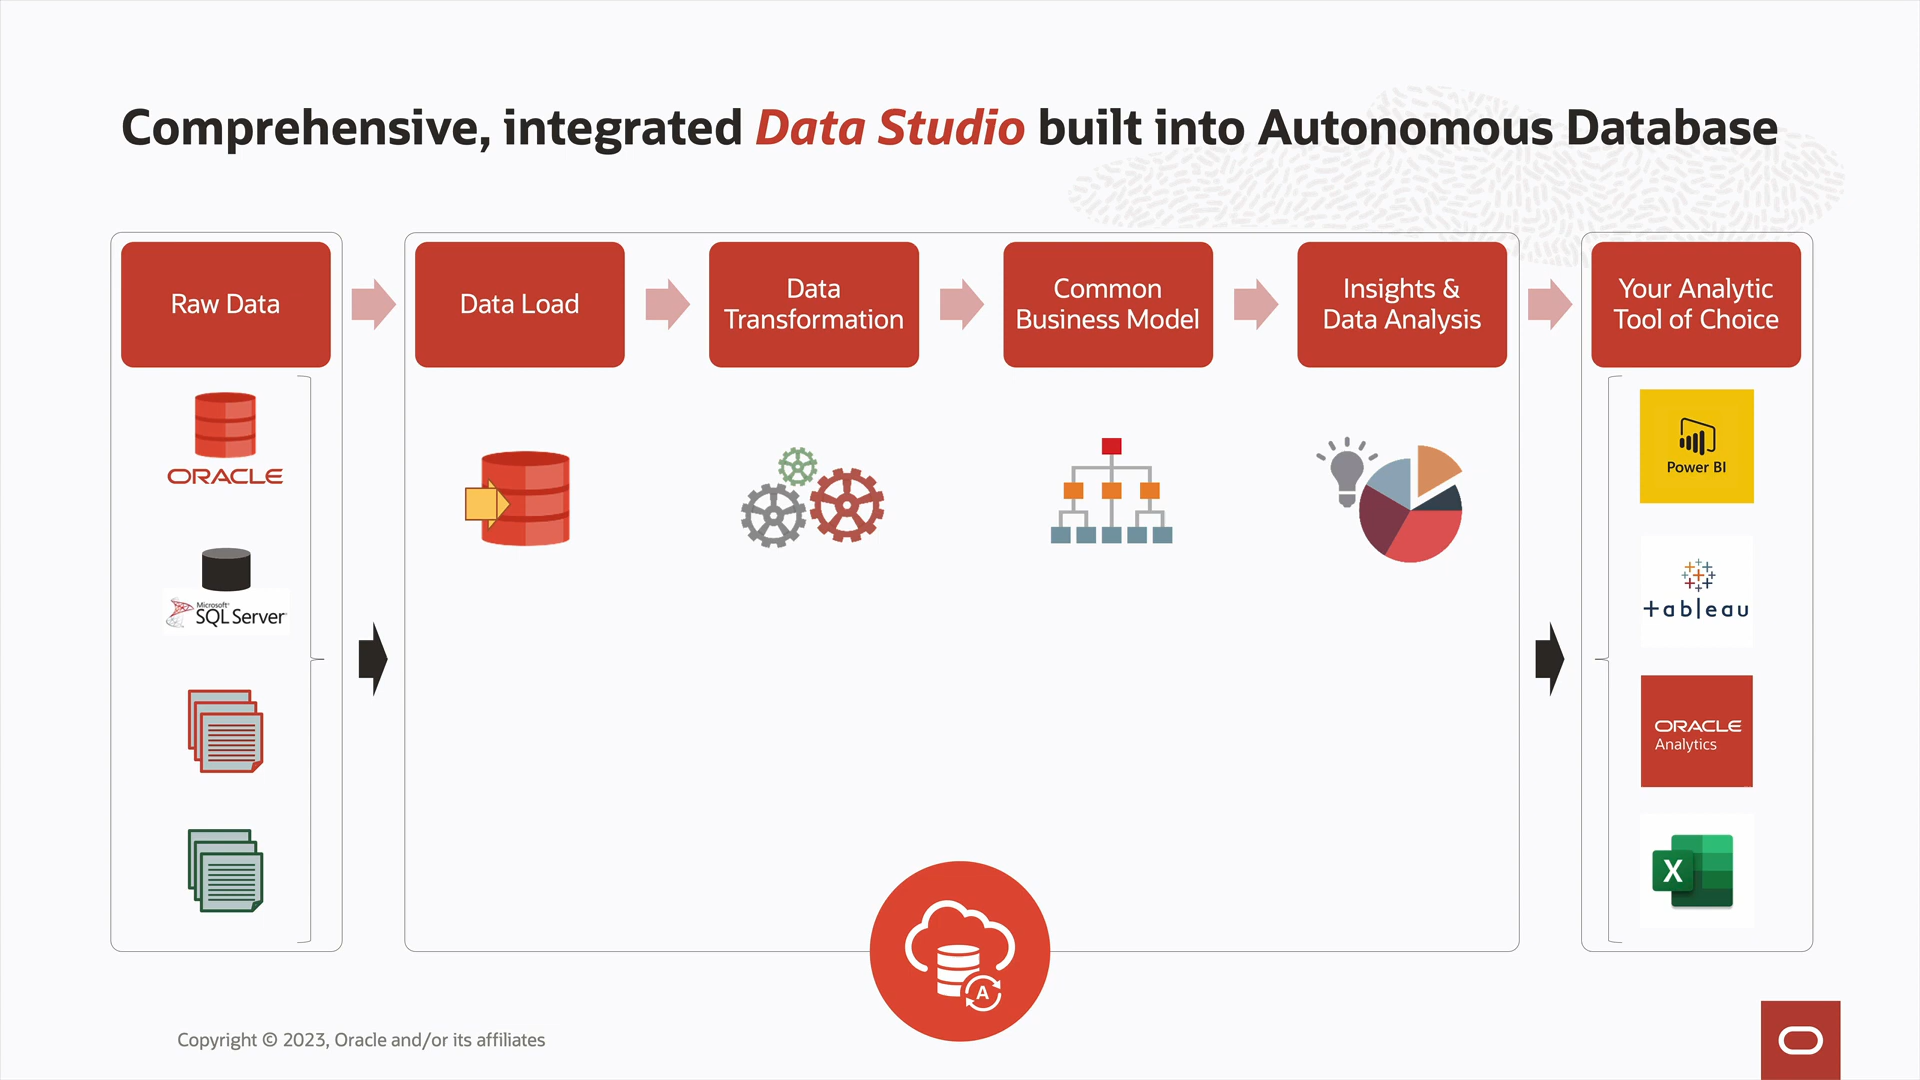 Comprehensive, integrated Data Studio built into Autonomous Database
Raw Data
Data Load
Data
Transformation
Common
Business Model
Insights &
Data Analysis
Your Analytic
Tool of Choice
ORACLE
Microsoft
SQL Server
Power BI
+ableau
ORACLE
Analytics
X
A
Copyright © 2023, Oracle and/or its affiliates